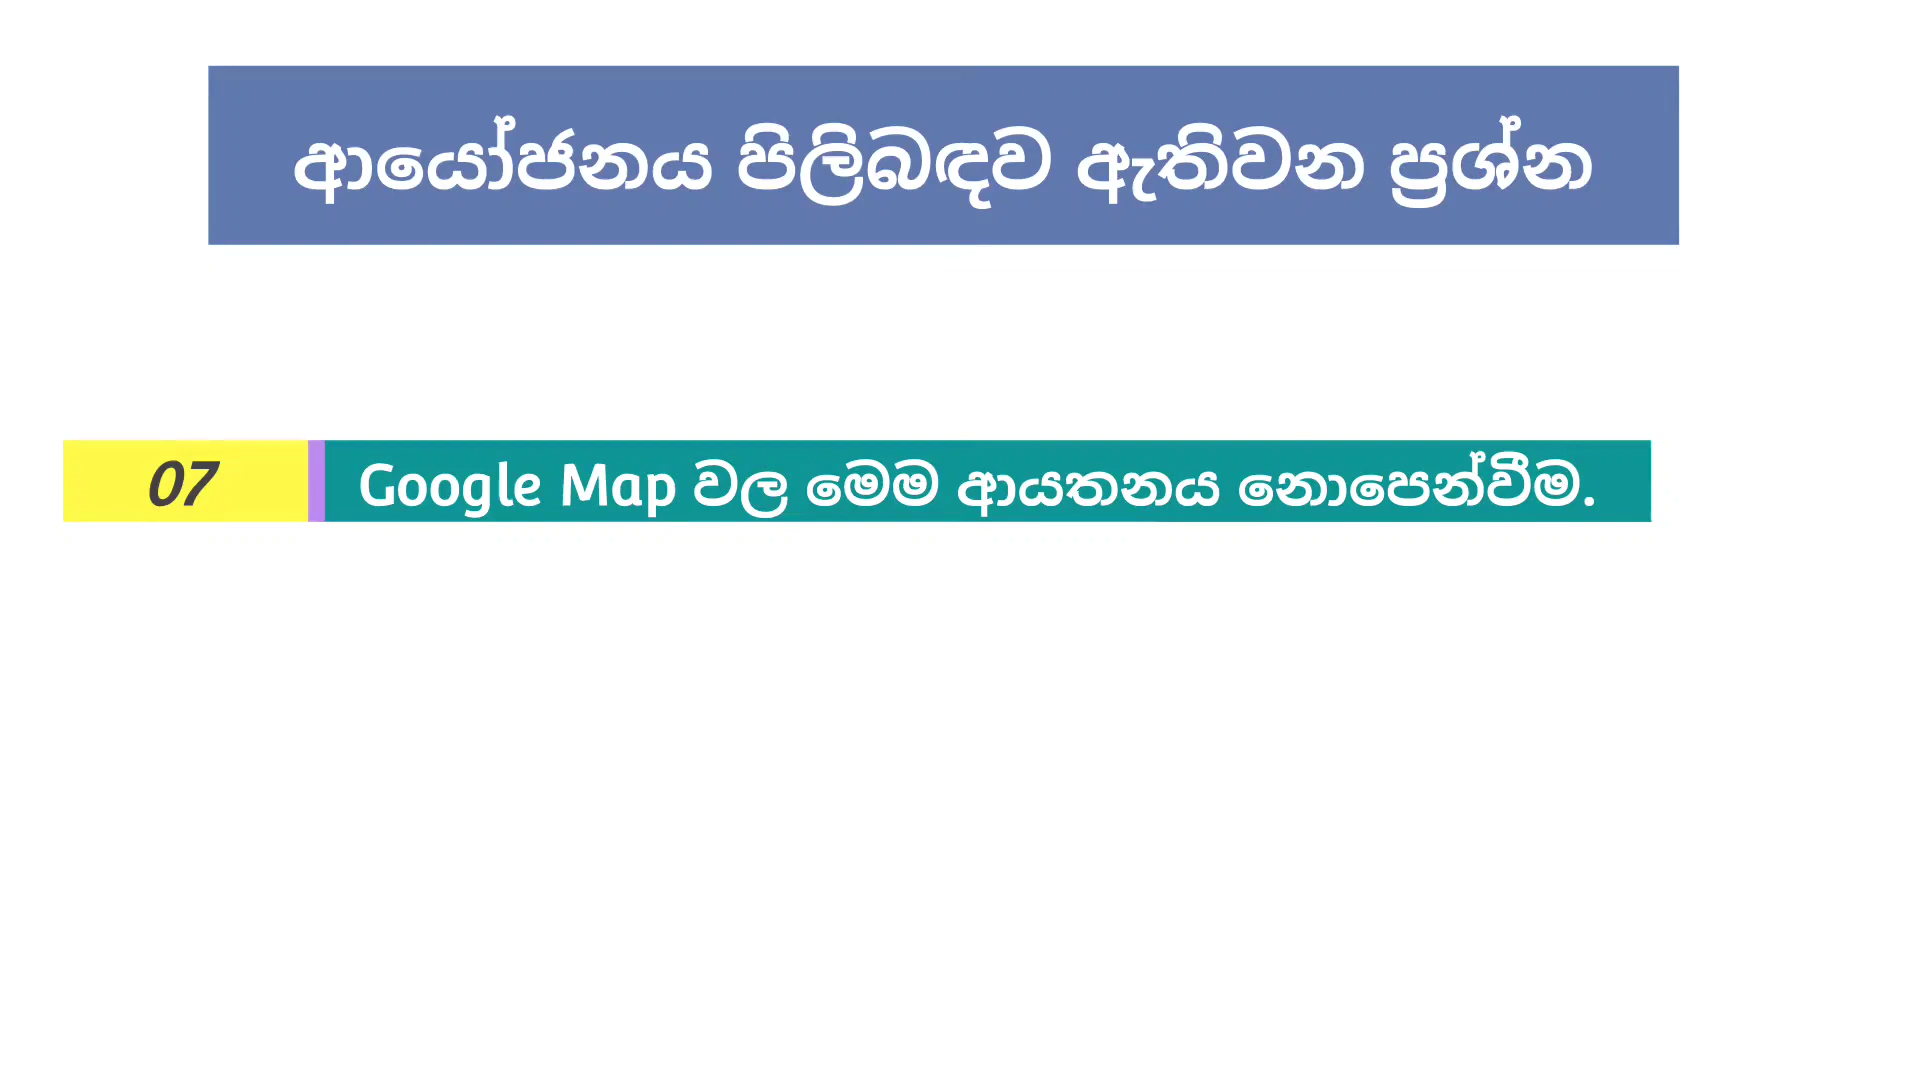 ආයෝජනය පිලිබඳව ඇතිවන ප්‍රශ්න
07 Google Map වල මෙම ආයතනය නොපෙන්වීම.